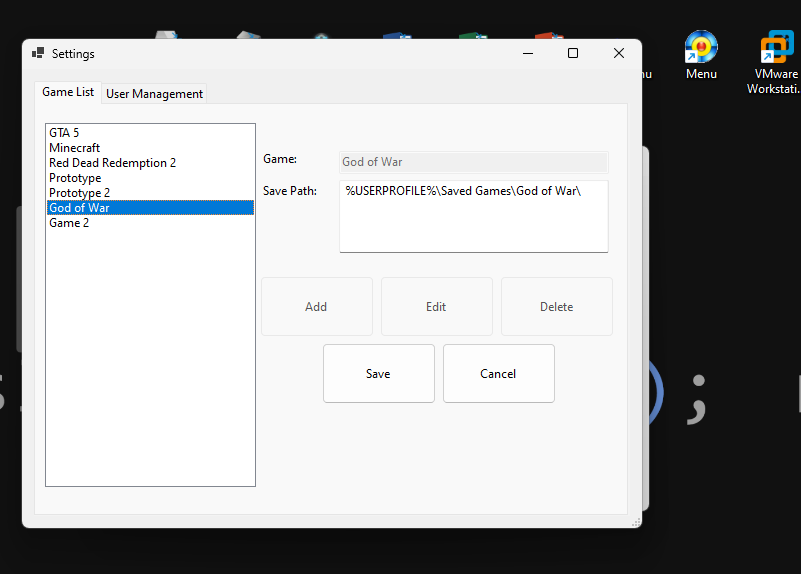 Settings
Game List
User Management
GTA 5
Minecraft
Red Dead Redemption 2
Prototype
Prototype 2
God of War
Game 2
Game:
God of War
Save Path:
%USERPROFILE%\Saved Games\God of War\
Add
Edit
Delete
Save
Cancel
nu
Menu
VMware
Workstati...
;